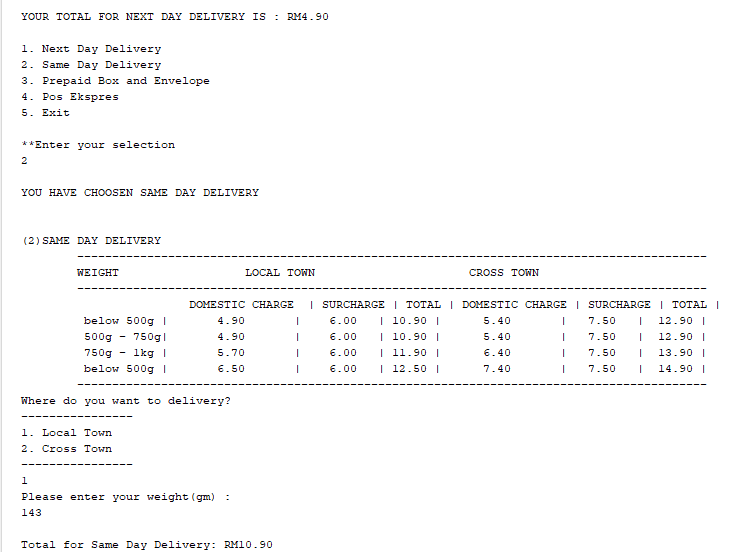 YOUR TOTAL FOR NEXT DAY DELIVERY IS : RM4.90
1. Next Day Delivery
2. Same Day Delivery
3. Prepaid Box and Envelope
4. Pos Ekspres
5. Exit
**Enter your selection
2
YOU HAVE CHOOSEN SAME DAY DELIVERY
(2)SAME DAY DELIVERY
------------------------------------------------------------------------------------------
WEIGHT LOCAL TOWN CROSS TOWN
------------------------------------------------------------------------------------------
DOMESTIC CHARGE | SURCHARGE | TOTAL | DOMESTIC CHARGE | SURCHARGE | TOTAL |
below 500g | 4.90 | 6.00 | 10.90 | 5.40 | 7.50 | 12.90 |
500g - 750g| 4.90 | 6.00 | 10.90 | 5.40 | 7.50 | 12.90 |
750g - 1kg | 5.70 | 6.00 | 11.90 | 6.40 | 7.50 | 13.90 |
below 500g | 6.50 | 6.00 | 12.50 | 7.40 | 7.50 | 14.90 |
------------------------------------------------------------------------------------------
Where do you want to delivery?
----------------
1. Local Town
2. Cross Town
----------------
1
Please enter your weight(gm) :
143
Total for Same Day Delivery: RM10.90